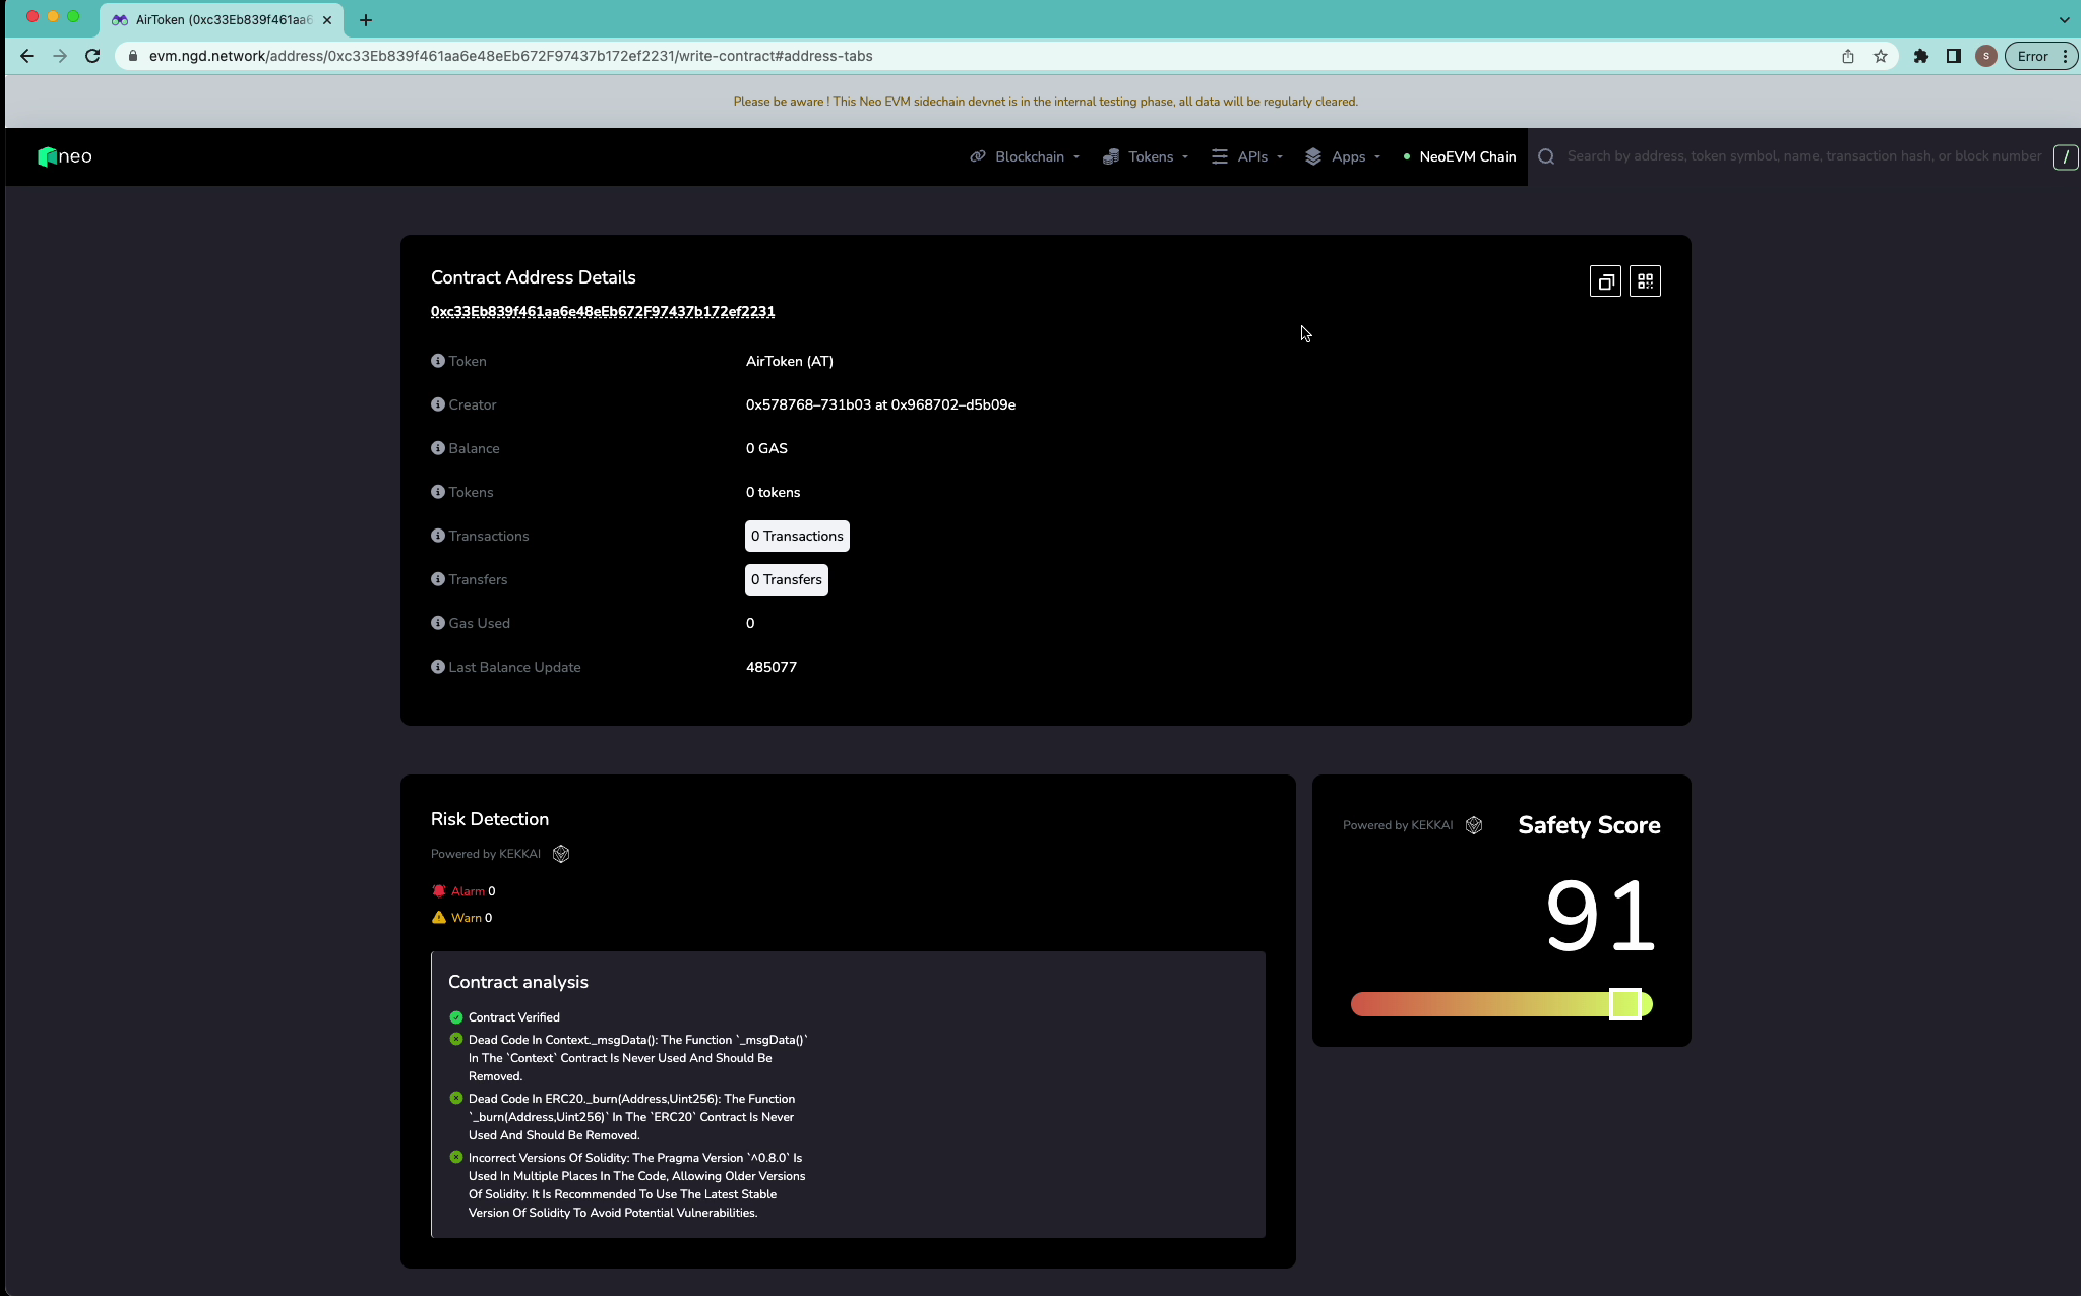 AirToken (0xc33Eb839f461aa6
evm.ngd.network/address/0xc33Eb839f461aa6e48eEb672F97437b172ef2231/write-contract#address-tabs
S
Error
Please be aware ! This Neo EVM sidechain devnet is in the internal testing phase, all data will be regularly cleared.
neo
Blockchain
Tokens
APIs
Apps
NeoEVM Chain
Search by address, token symbol, name, transaction hash, or block number
/
Contract Address Details
0xc33Eb839f461aa6e48eEb672F97437b172ef2231
Token AirToken (AT)
Creator 0x578768–731b03 at 0x968702–d5b09e
Balance 0 GAS
Tokens 0 tokens
Transactions 0 Transactions
Transfers 0 Transfers
Gas Used 0
Last Balance Update 485077
Risk Detection
Powered by KEKKAI
Alarm 0
Warn 0
Contract analysis
Contract Verified
Dead Code In Context._msgData(): The Function `_msgData()`
In The `Context` Contract Is Never Used And Should Be
Removed.
Dead Code In ERC20._burn(Address,Uint256): The Function
`_burn(Address,Uint256)` In The `ERC20` Contract Is Never
Used And Should Be Removed.
Incorrect Versions Of Solidity: The Pragma Version `^0.8.0` Is
Used In Multiple Places In The Code, Allowing Older Versions
Of Solidity. It Is Recommended To Use The Latest Stable
Version Of Solidity To Avoid Potential Vulnerabilities.
Powered by KEKKAI
Safety Score
91